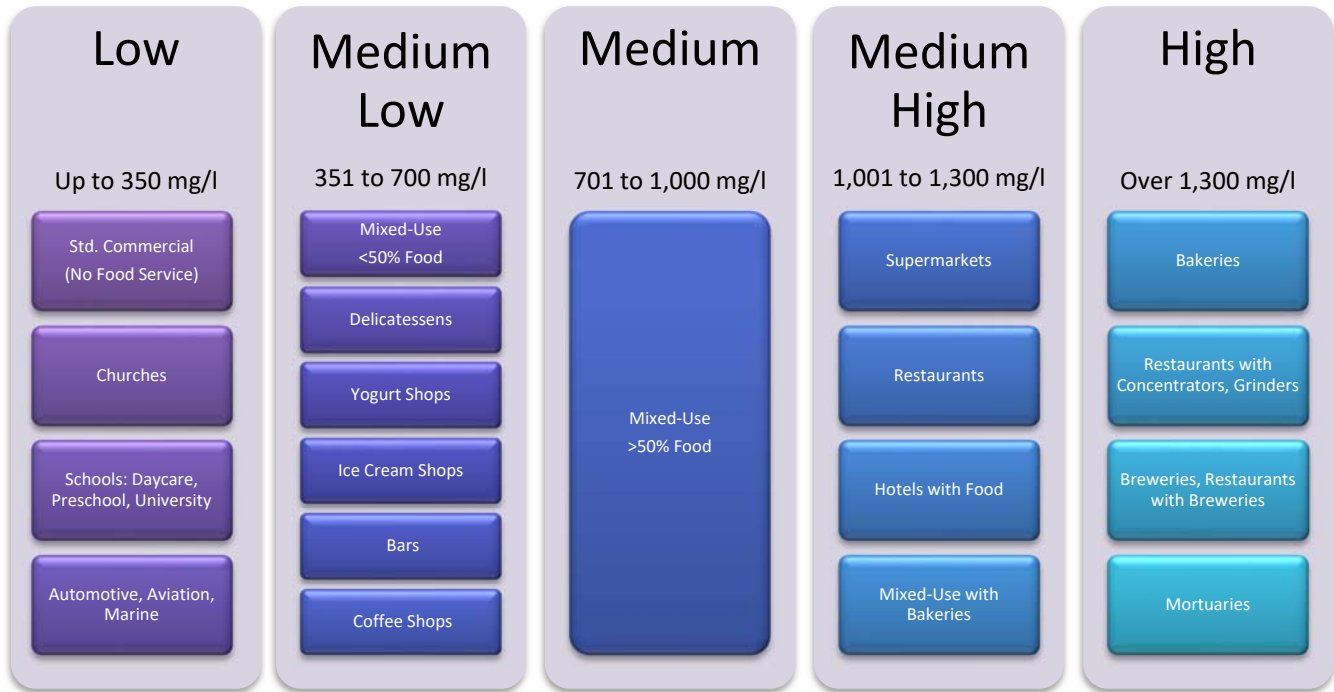 Low
Up to 350 mg/l
Std. Commercial
(No Food Service)
Churches
Schools: Daycare,
Preschool, University
Automotive, Aviation,
Marine
Medium
Low
351 to 700 mg/l
Mixed-Use
<50% Food
Delicatessens
Yogurt Shops
Ice Cream Shops
Bars
Coffee Shops
Medium
701 to 1,000 mg/l
Mixed-Use
>50% Food
Medium
High
1,001 to 1,300 mg/l
Supermarkets
Restaurants
Hotels with Food
Mixed-Use with
Bakeries
High
Over 1,300 mg/l
Bakeries
Restaurants with
Concentrators, Grinders
Breweries, Restaurants
with Breweries
Mortuaries